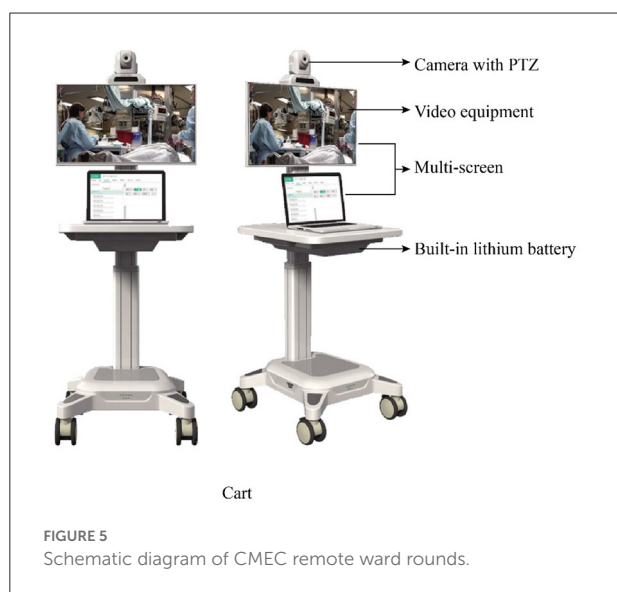 Camera with PTZ
Video equipment
Multi-screen
Built-in lithium battery
Cart
FIGURE 5
Schematic diagram of CMEC remote ward rounds.